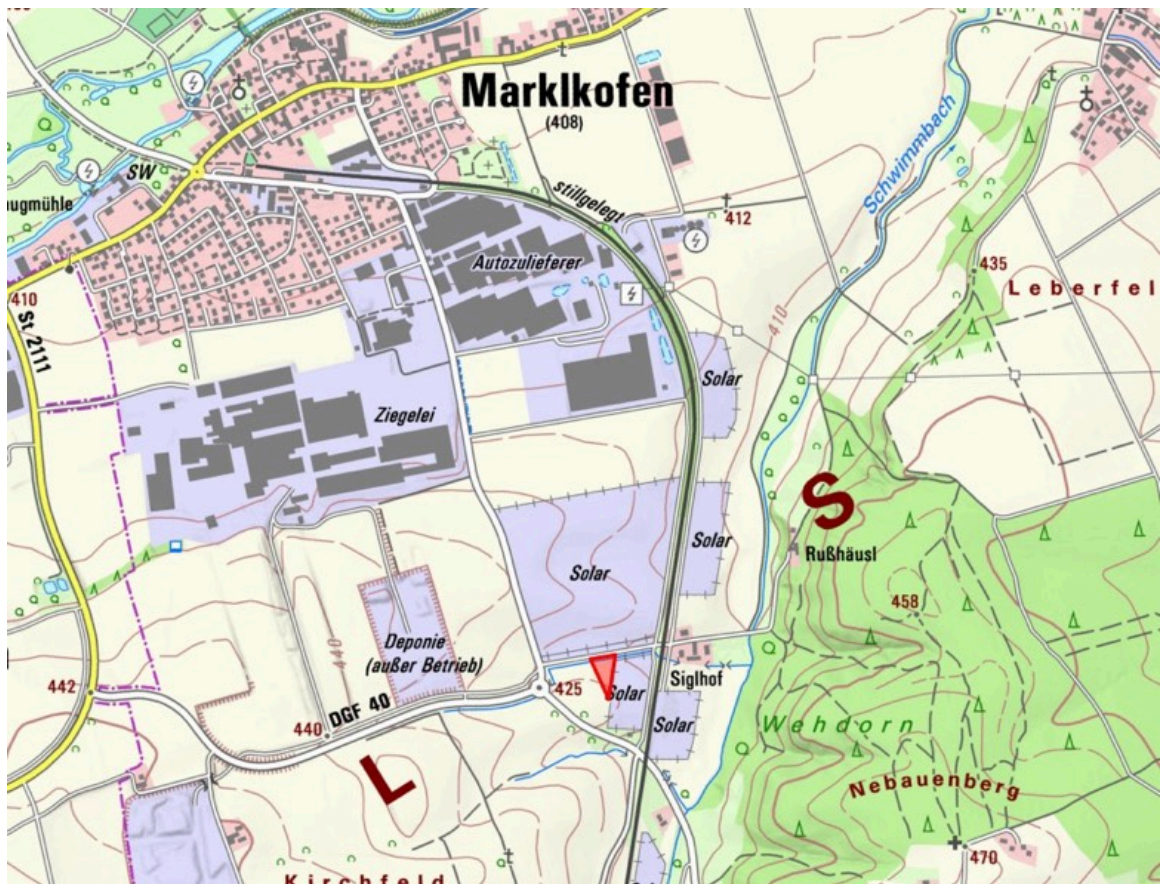 Marklkofen
(408)
SW
stillgelegt
412
Schwimmbach
augmühle
Autozulieferer
435
Leberfel
410
St 2111
410
Solar
Ziegelei
S
Rußhäusl
Solar
Solar
458
Deponie
(außer Betrieb)
440
442
425
Siglhof
Solar
DGF 40
440
Solar
Wehdorn
L
Nebauenberg
470
Kirchfeld